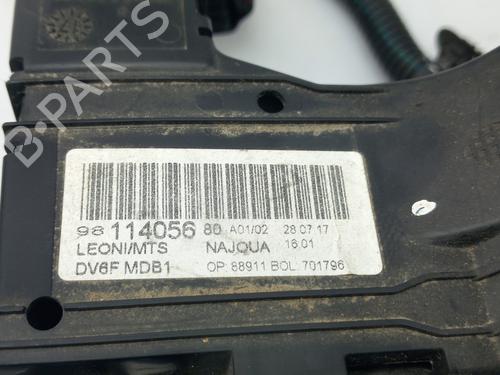 B-PARTS
98 114056 80 A01/02 28 07 17
LEONI/MTS NAJQUA 16.01
DV6F MDB1 OP: 88911 BOL: 701796